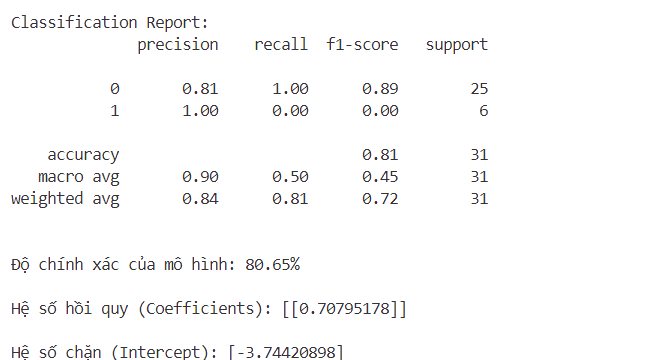 Classification Report:
precision recall f1-score support
0 0.81 1.00 0.89 25
1 1.00 0.00 0.00 6
accuracy 0.81 31
macro avg 0.90 0.50 0.45 31
weighted avg 0.84 0.81 0.72 31
Độ chính xác của mô hình: 80.65%
Hệ số hồi quy (Coefficients): [[0.70795178]]
Hệ số chặn (Intercept): [-3.74420898]